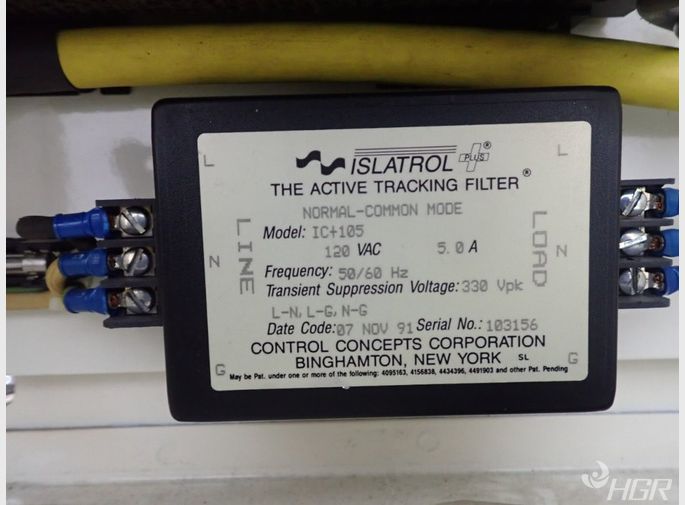 ISLATROL PLUS®
THE ACTIVE TRACKING FILTER®
NORMAL-COMMON MODE
Model: IC+105
120 VAC 5.0 A
Frequency: 50/60 Hz
Transient Suppression Voltage: 330 Vpk
L-N, L-G, N-G
Date Code: 07 NOV 91 Serial No.: 103156
CONTROL CONCEPTS CORPORATION
BINGHAMTON, NEW YORK SL
May be Pat. under one or more of the following: 4095163, 4156838, 4434396, 4491903 and other Pat. Pending
L
N
G
LINE
LOAD
L
N
G
HGR